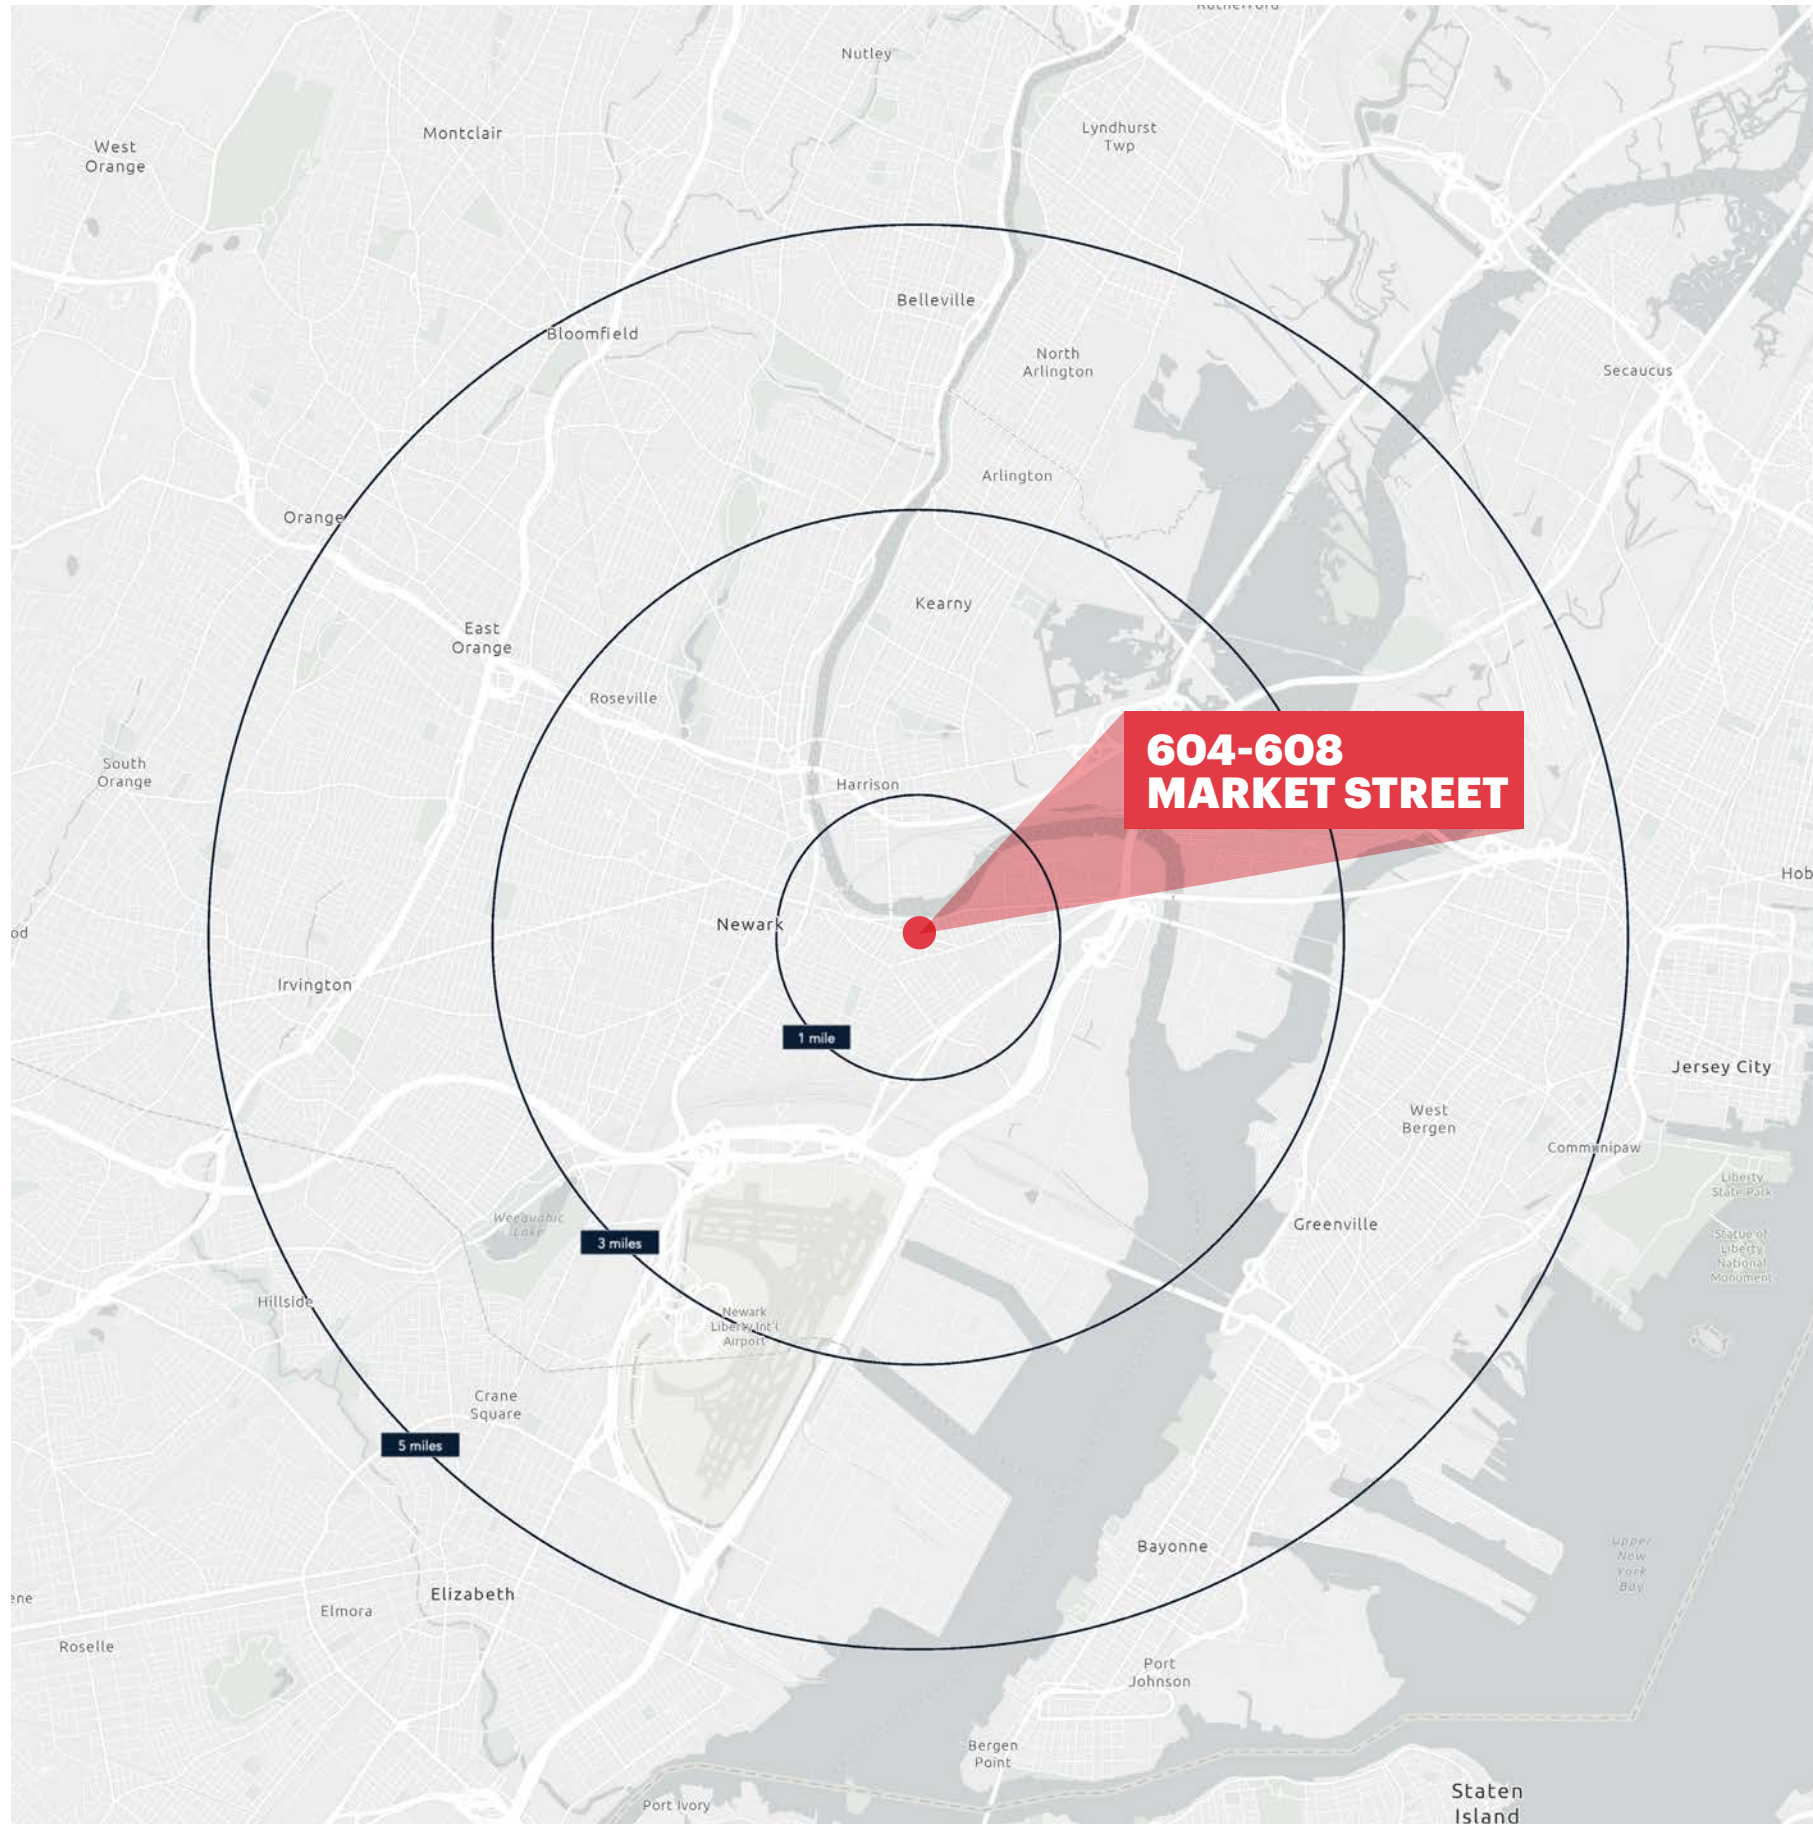 Rutherford
Nutley
Montclair
Lyndhurst
Twp
West
Orange
Belleville
Bloomfield
North
Arlington
Secaucus
Arlington
Orange
Kearny
East
Orange
Roseville
604-608
MARKET STREET
South
Orange
Harrison
Hob
Newark
od
Irvington
1 mile
Jersey City
West
Bergen
Communipaw
Liberty
State Park
Weequahic
Lake
Greenville
3 miles
Statue of
Liberty
National
Monument
Hillside
Newark
Liberty Int'l
Airport
Crane
Square
5 miles
Bayonne
Upper
New
York
Bay
Elizabeth
ene
Elmora
Roselle
Port
Johnson
Bergen
Point
Staten
Island
Port Ivory